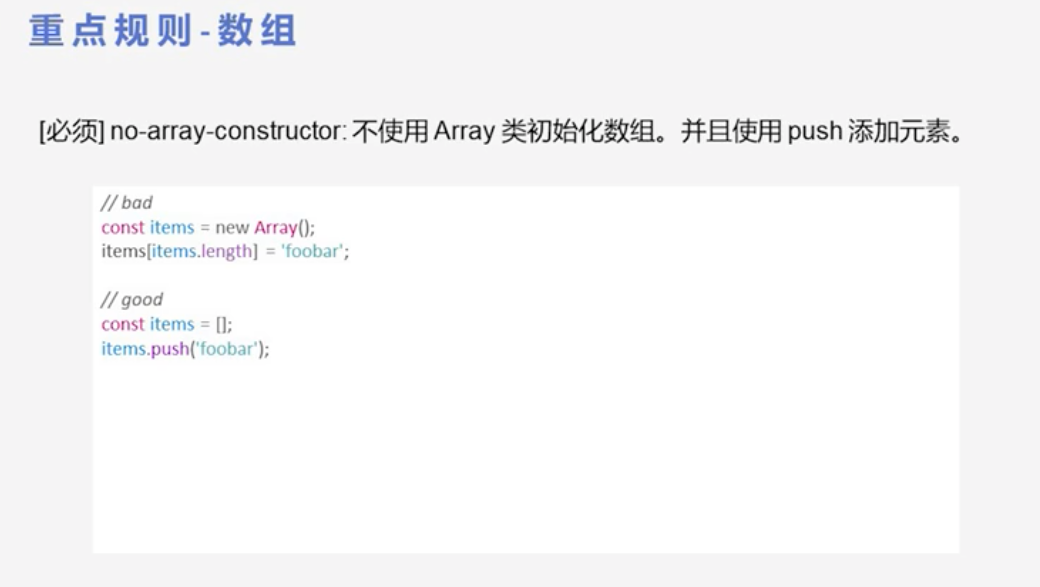 重点规则-数组
[必须] no-array-constructor: 不使用 Array 类初始化数组。并且使用 push 添加元素。
// bad
const items = new Array();
items[items.length] = 'foobar';
// good
const items = [];
items.push('foobar');